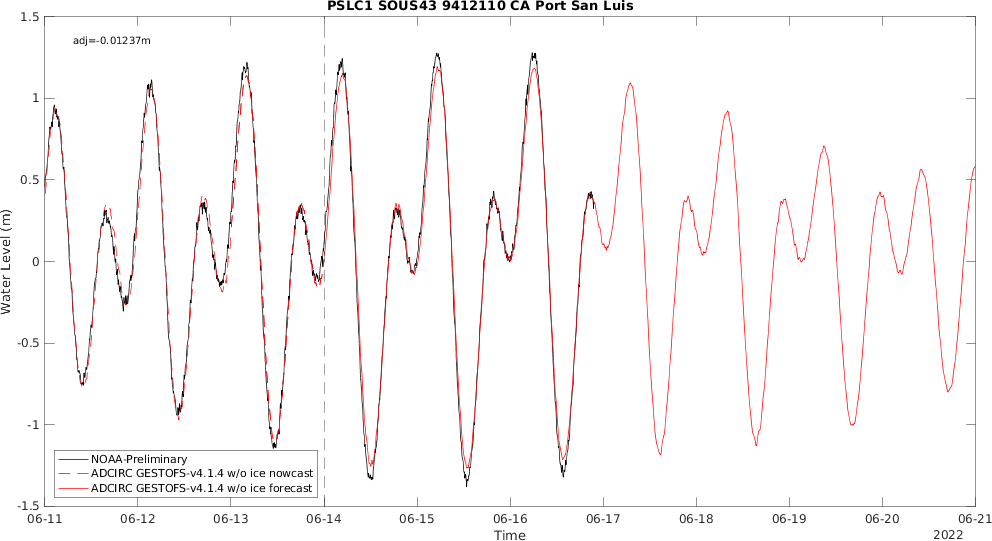 PSLC1 SOUS43 9412110 CA Port San Luis
adj=-0.01237m
1.5
1
0.5
0
-0.5
-1
-1.5
Water Level (m)
NOAA-Preliminary
ADCIRC GESTOFS-v4.1.4 w/o ice nowcast
ADCIRC GESTOFS-v4.1.4 w/o ice forecast
06-11 06-12 06-13 06-14 06-15 06-16 06-17 06-18 06-19 06-20 06-21
Time
2022